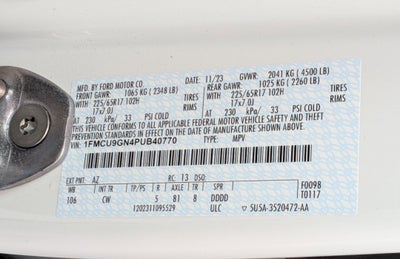 MFD. BY FORD MOTOR CO. 11/23 GVWR: 2041 KG ( 4500 LB)
FRONT GAWR: 1065 KG ( 2348 LB) REAR GAWR: 1025 KG ( 2260 LB)
WITH 225/65R17 102H TIRES WITH 225/65R17 102H TIRES
17x7.0J RIMS 17x7.0J RIMS
AT 230 kPa/ 33 PSI COLD AT 230 kPa/ 33 PSI COLD
THIS VEHICLE CONFORMS TO ALL APPLICABLE FEDERAL MOTOR VEHICLE SAFETY AND THEFT
PREVENTION STANDARDS IN EFFECT ON THE DATE OF MANUFACTURE SHOWN ABOVE.
VIN: 1FMCU9GN4PUB40770 TYPE: MPV
EXT PNT: AZ RC: 13 DSO: F0098
WB INT TR TP/PS R AXLE TR SPR T0117
106 CW 5 81 8 DDDD
1202311095529 ULC 5U5A-3520472-AA